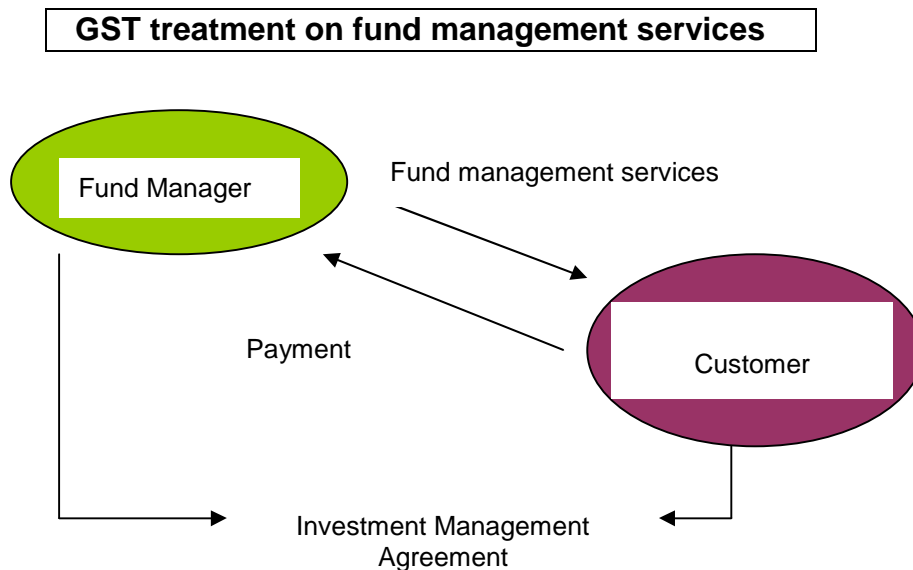 GST treatment on fund management services
Fund management services
Fund Manager
Payment
Customer
Investment Management
Agreement